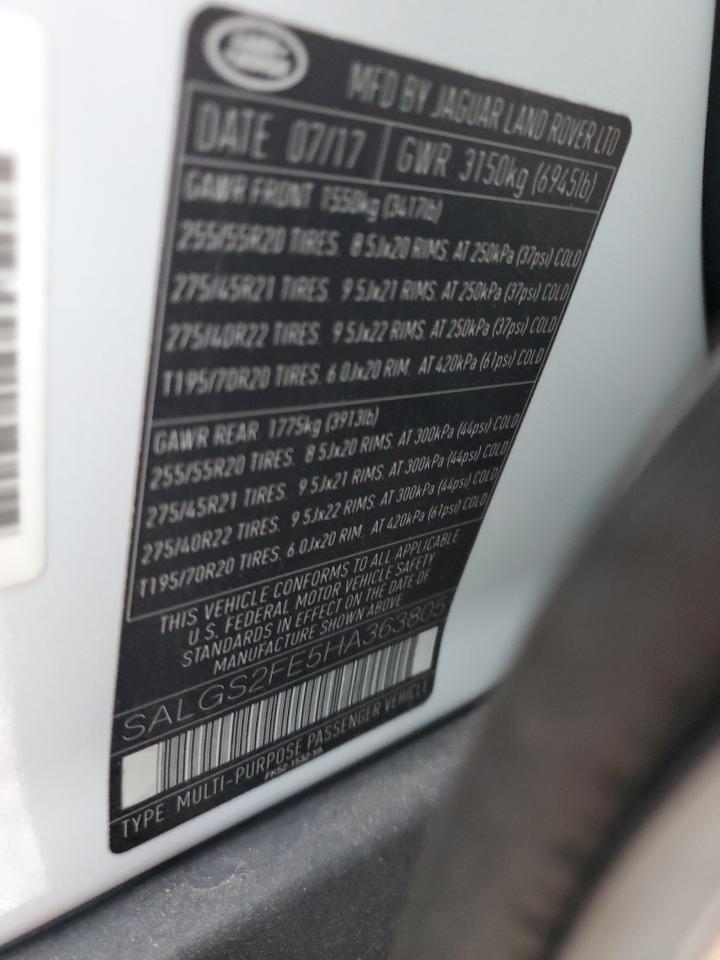 LAND
ROVER
MFD BY JAGUAR LAND ROVER LTD
DATE 07/17 GWR 3150kg (6945lb)
GAWR FRONT 1550kg (3417lb)
255/55R20 TIRES. 8.5Jx20 RIMS. AT 250kPa (37psi) COLD
275/45R21 TIRES. 9.5Jx21 RIMS. AT 250kPa (37psi) COLD
275/40R22 TIRES. 9.5Jx22 RIMS. AT 250kPa (37psi) COLD
T195/70R20 TIRES. 6.0Jx20 RIM. AT 420kPa (61psi) COLD
GAWR REAR 1775kg (3913lb)
255/55R20 TIRES. 8.5Jx20 RIMS. AT 300kPa (44psi) COLD
275/45R21 TIRES. 9.5Jx21 RIMS. AT 300kPa (44psi) COLD
275/40R22 TIRES. 9.5Jx22 RIMS. AT 300kPa (44psi) COLD
T195/70R20 TIRES. 6.0Jx20 RIM. AT 420kPa (61psi) COLD
THIS VEHICLE CONFORMS TO ALL APPLICABLE
U.S. FEDERAL MOTOR VEHICLE SAFETY
STANDARDS IN EFFECT ON THE DATE OF
MANUFACTURE SHOWN ABOVE
SALGS2FE5HA363805
TYPE MULTI-PURPOSE PASSENGER VEHICLE